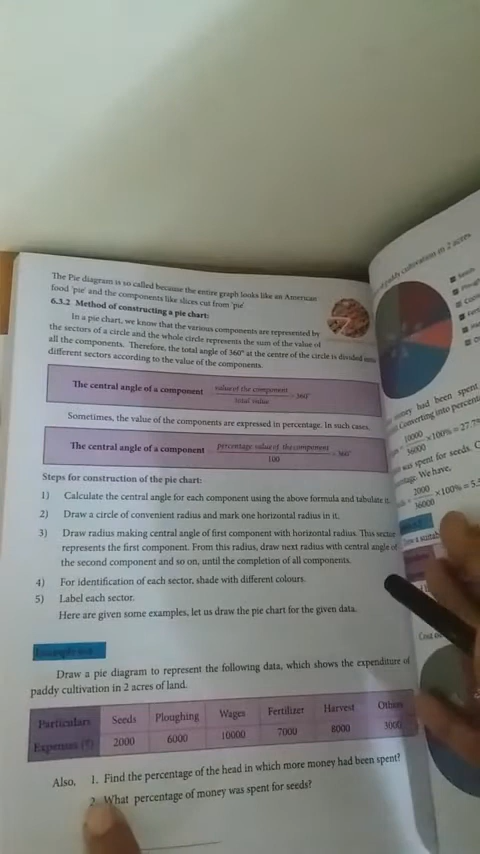 The Pie diagram is so called because the entire graph looks like an American
food 'pie' and the components like slices cut from 'pie'
6.3.2 Method of constructing a pie chart:
In a pie chart, we know that the various components are represented by
the sectors of a circle and the whole circle represents the sum of the value of
all the components. Therefore, the total angle of 360° at the centre of the circle is divided into
different sectors according to the value of the components.
The central angle of a component value of the component
total value 360°
Sometimes, the value of the components are expressed in percentage. In such cases,
The central angle of a component percentage value of the component
100 360°
Steps for construction of the pie chart:
1) Calculate the central angle for each component using the above formula and tabulate it.
2) Draw a circle of convenient radius and mark one horizontal radius in it.
3) Draw radius making central angle of first component with horizontal radius. This sector
represents the first component. From this radius, draw next radius with central angle of
the second component and so on, until the completion of all components.
4) For identification of each sector, shade with different colours.
5) Label each sector.
Here are given some examples, let us draw the pie chart for the given data.
Draw a pie diagram to represent the following data, which shows the expenditure of
paddy cultivation in 2 acres of land.
Particulars Seeds Ploughing Wages Fertilizer Harvest Others
Expenses (₹) 2000 6000 10000 7000 8000 3000
Also, 1. Find the percentage of the head in which more money had been spent?
2. What percentage of money was spent for seeds?
paddy cultivation in 2 acres
Seeds
money had been spent
Converting into percenta
10000
36000 ×100% = 27.7
was spent for seeds. C
We have,
2000
36000 ×100% = 5.5